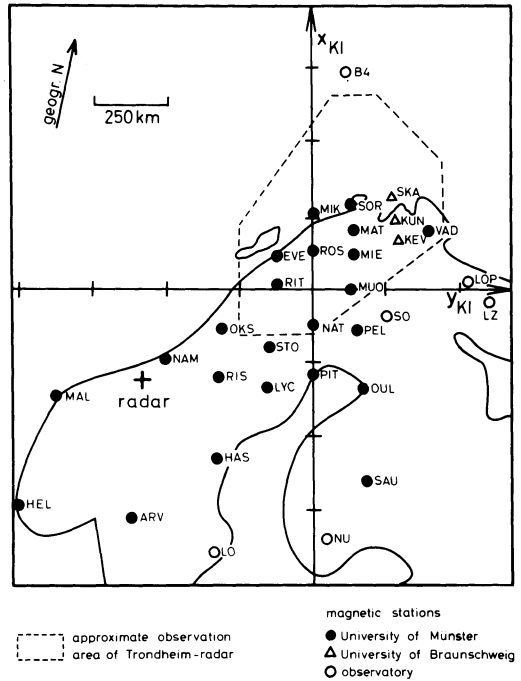 x KI
B4
geogr. N
250 km
SKA
MIK
SOR
KUN
MAT
VAD
KEV
EVE
ROS
MIE
LOP
RIT
MUO
y KI
LZ
SO
OKS
NAT
PEL
STO
NAM
PIT
RIS
LYC
OUL
MAL
radar
HAS
SAU
HEL
ARV
NU
LO
magnetic stations
approximate observation
area of Trondheim-radar
University of Munster
University of Braunschweig
observatory